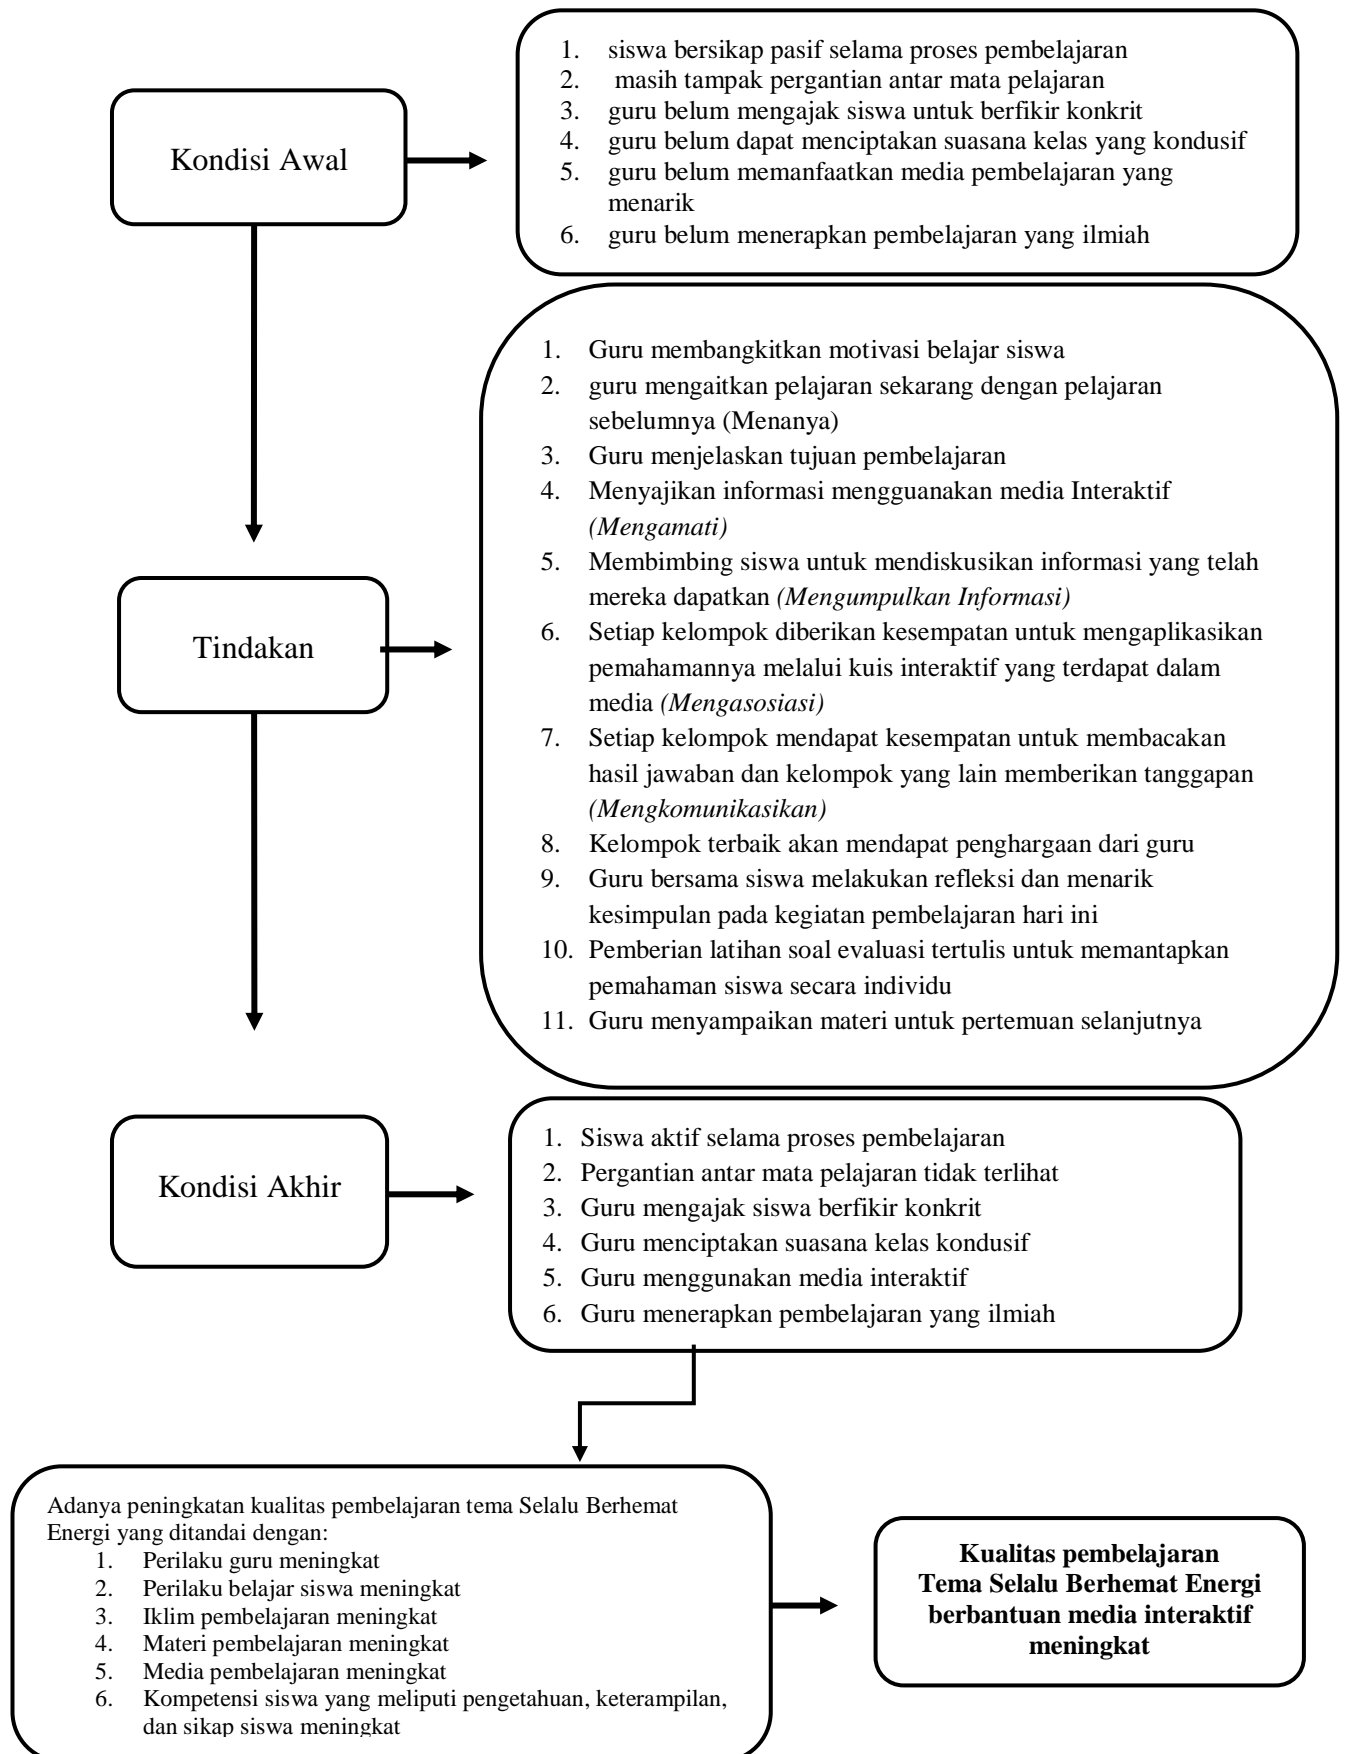 Kondisi Awal
1. siswa bersikap pasif selama proses pembelajaran
2. masih tampak pergantian antar mata pelajaran
3. guru belum mengajak siswa untuk berfikir konkrit
4. guru belum dapat menciptakan suasana kelas yang kondusif
5. guru belum memanfaatkan media pembelajaran yang
menarik
6. guru belum menerapkan pembelajaran yang ilmiah
Tindakan
1. Guru membangkitkan motivasi belajar siswa
2. guru mengaitkan pelajaran sekarang dengan pelajaran
sebelumnya (Menanya)
3. Guru menjelaskan tujuan pembelajaran
4. Menyajikan informasi mengguanakan media Interaktif
(Mengamati)
5. Membimbing siswa untuk mendiskusikan informasi yang telah
mereka dapatkan (Mengumpulkan Informasi)
6. Setiap kelompok diberikan kesempatan untuk mengaplikasikan
pemahamannya melalui kuis interaktif yang terdapat dalam
media (Mengasosiasi)
7. Setiap kelompok mendapat kesempatan untuk membacakan
hasil jawaban dan kelompok yang lain memberikan tanggapan
(Mengkomunikasikan)
8. Kelompok terbaik akan mendapat penghargaan dari guru
9. Guru bersama siswa melakukan refleksi dan menarik
kesimpulan pada kegiatan pembelajaran hari ini
10. Pemberian latihan soal evaluasi tertulis untuk memantapkan
pemahaman siswa secara individu
11. Guru menyampaikan materi untuk pertemuan selanjutnya
Kondisi Akhir
1. Siswa aktif selama proses pembelajaran
2. Pergantian antar mata pelajaran tidak terlihat
3. Guru mengajak siswa berfikir konkrit
4. Guru menciptakan suasana kelas kondusif
5. Guru menggunakan media interaktif
6. Guru menerapkan pembelajaran yang ilmiah
Adanya peningkatan kualitas pembelajaran tema Selalu Berhemat
Energi yang ditandai dengan:
1. Perilaku guru meningkat
2. Perilaku belajar siswa meningkat
3. Iklim pembelajaran meningkat
4. Materi pembelajaran meningkat
5. Media pembelajaran meningkat
6. Kompetensi siswa yang meliputi pengetahuan, keterampilan,
dan sikap siswa meningkat
Kualitas pembelajaran
Tema Selalu Berhemat Energi
berbantuan media interaktif
meningkat